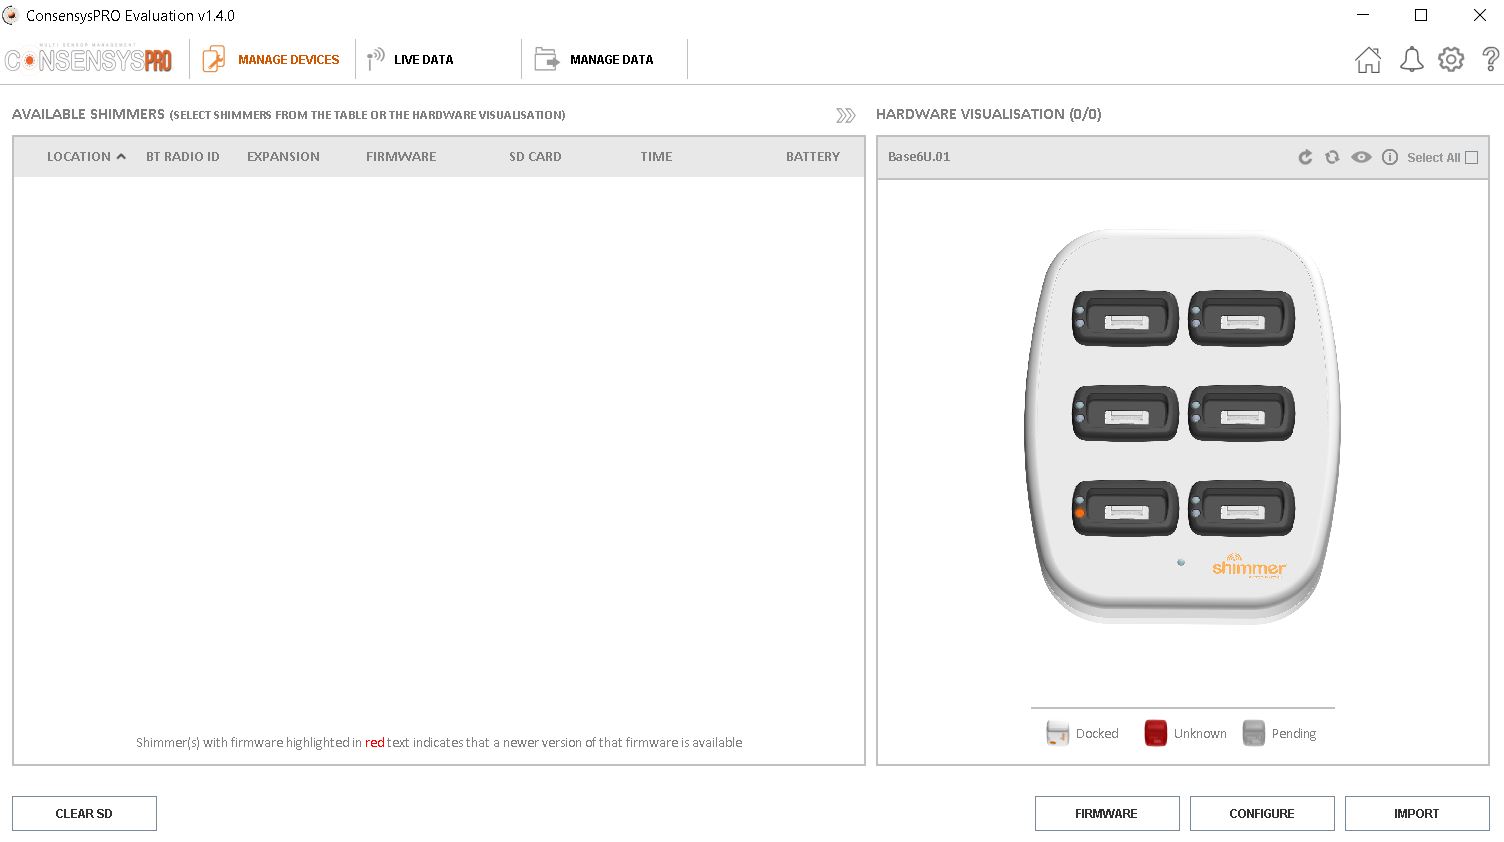 ConsensysPRO Evaluation v1.4.0
MULTI SENSOR MANAGEMENT
CONSENSYSPRO
MANAGE DEVICES
LIVE DATA
MANAGE DATA
AVAILABLE SHIMMERS (SELECT SHIMMERS FROM THE TABLE OR THE HARDWARE VISUALISATION)
HARDWARE VISUALISATION (0/0)
LOCATION BT RADIO ID EXPANSION FIRMWARE SD CARD TIME BATTERY
Base6U.01
Select All
shimmer
Shimmer(s) with firmware highlighted in red text indicates that a newer version of that firmware is available
Docked
Unknown
Pending
CLEAR SD
FIRMWARE
CONFIGURE
IMPORT